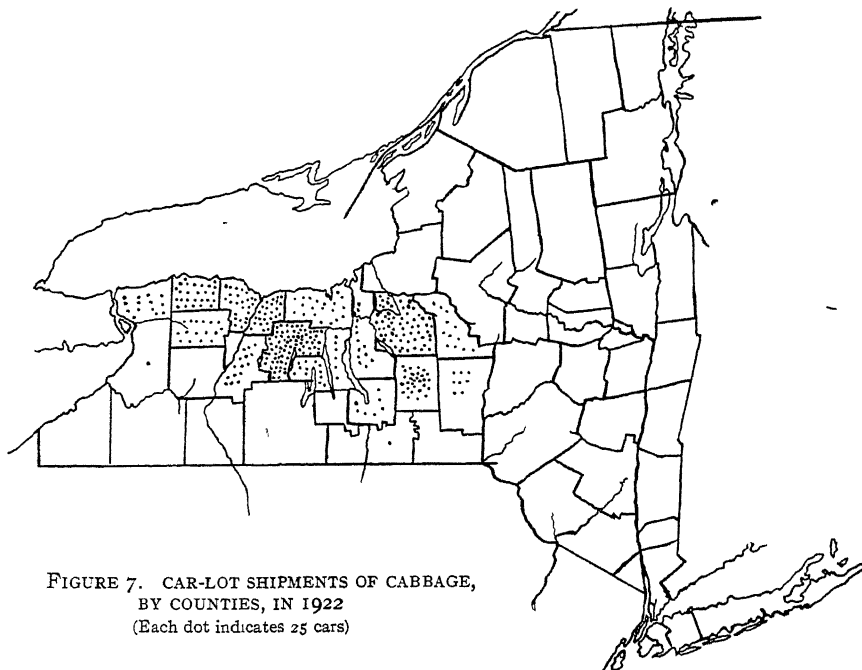 FIGURE 7. CAR-LOT SHIPMENTS OF CABBAGE,
BY COUNTIES, IN 1922
(Each dot indicates 25 cars)